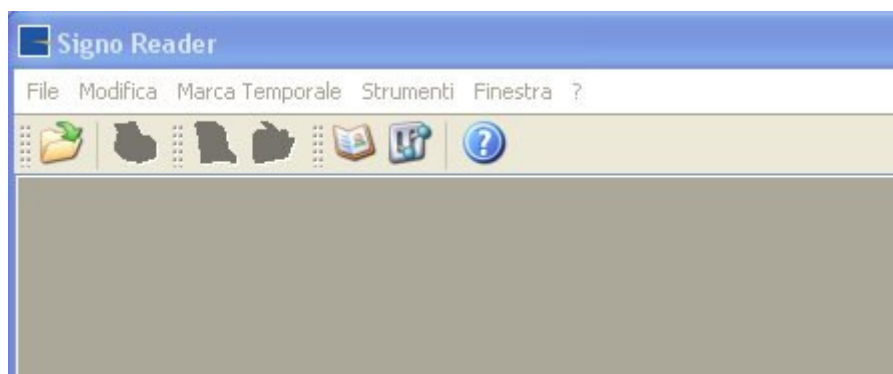 Signo Reader
File Modifica Marca Temporale Strumenti Finestra ?
?